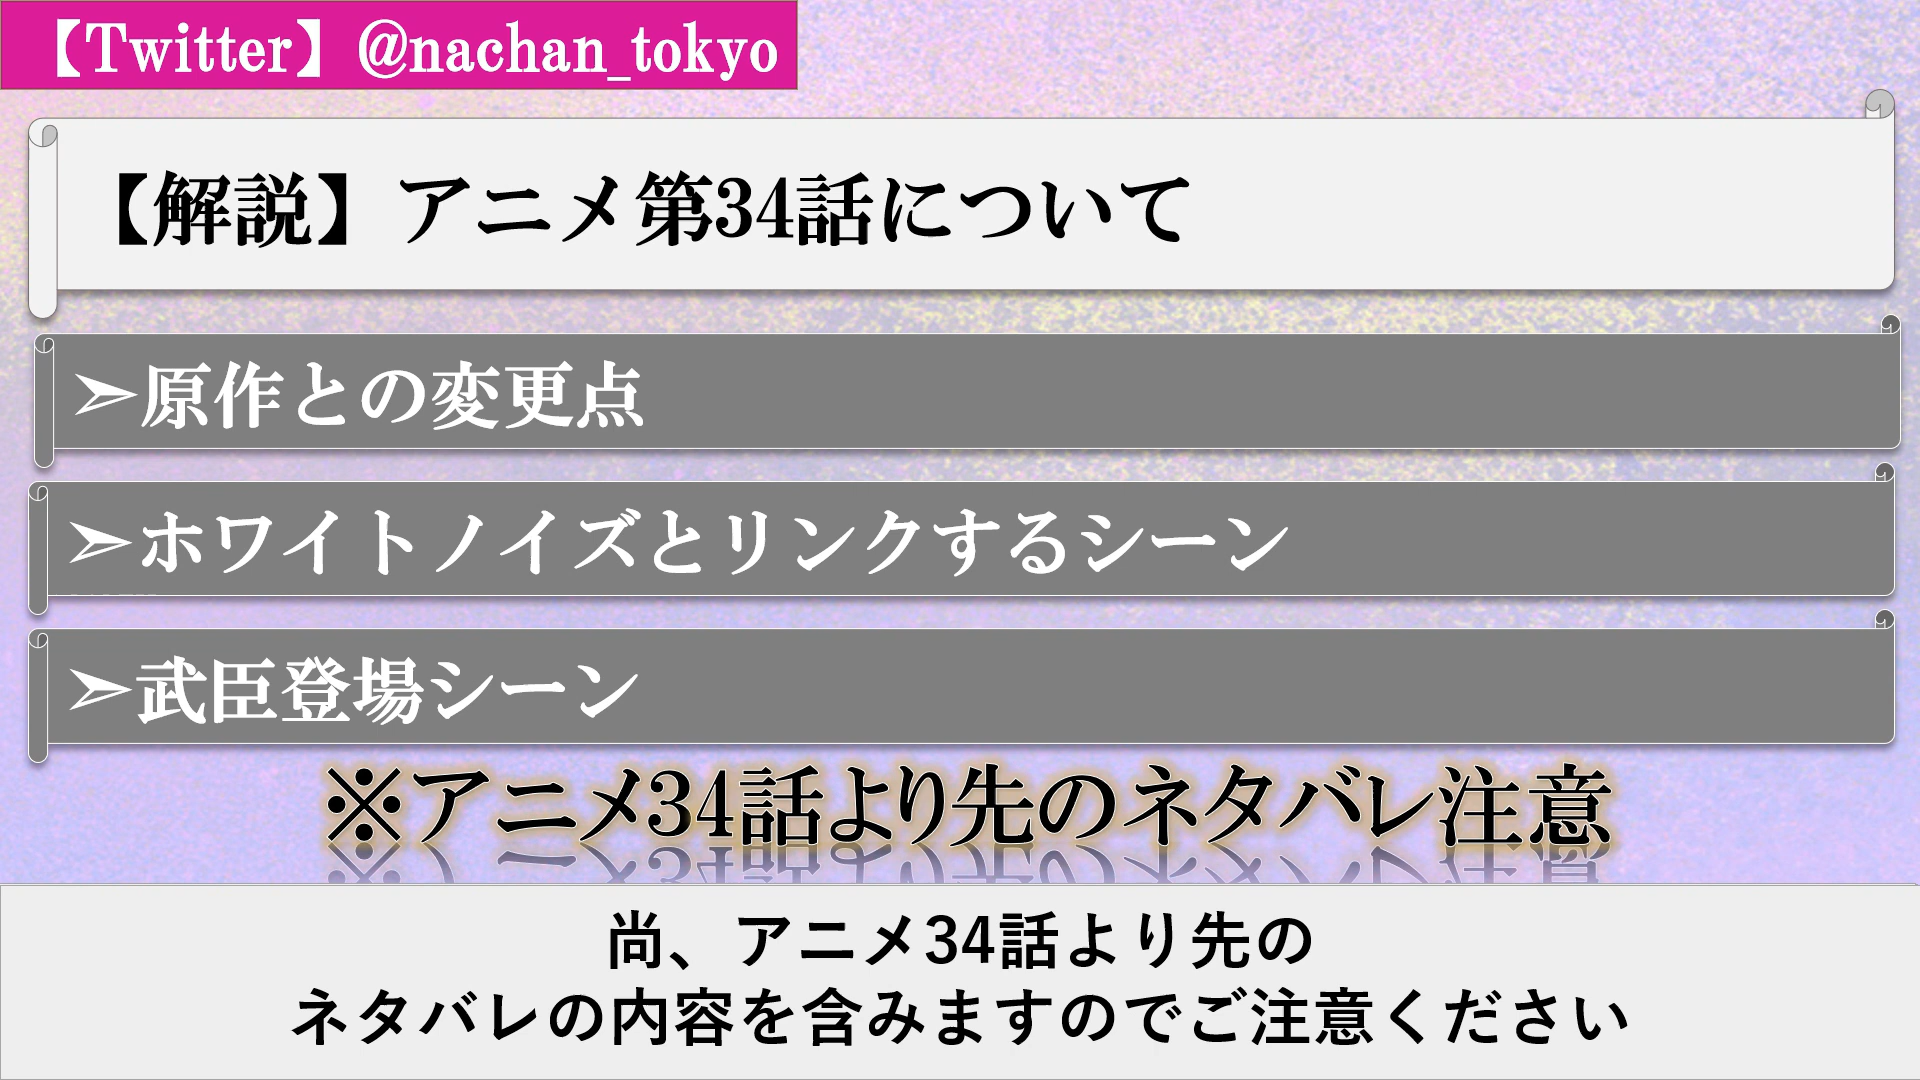 【Twitter】@nachan_tokyo
【解説】アニメ第34話について
➢原作との変更点
➢ホワイトノイズとリンクするシーン
➢武臣登場シーン
※アニメ34話より先のネタバレ注意
尚、アニメ34話より先の
ネタバレの内容を含みますのでご注意ください